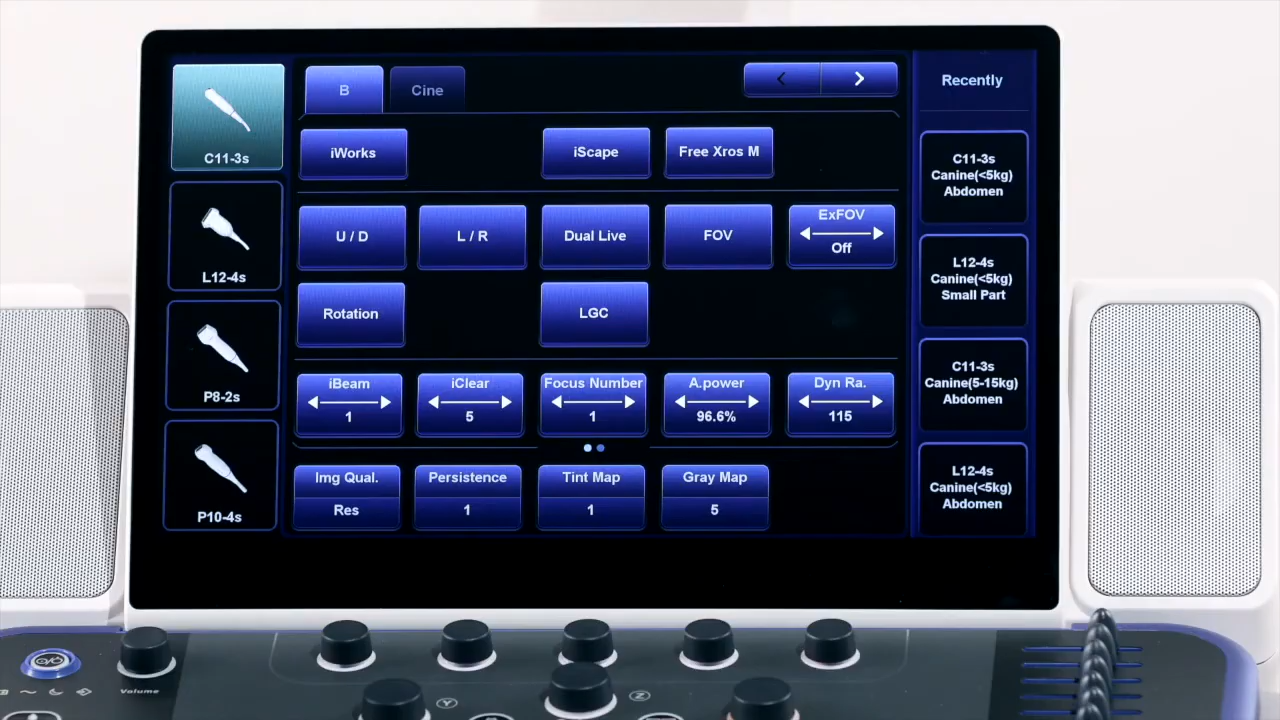 C11-3s
L12-4s
P8-2s
P10-4s
B
Cine
iWorks
iScape
Free Xros M
U / D
L / R
Dual Live
FOV
ExFOV
Off
Rotation
LGC
iBeam
1
iClear
5
Focus Number
1
A.power
96.6%
Dyn Ra.
115
Img Qual.
Res
Persistence
1
Tint Map
1
Gray Map
5
Recently
C11-3s
Canine(<5kg)
Abdomen
L12-4s
Canine(<5kg)
Small Part
C11-3s
Canine(5-15kg)
Abdomen
L12-4s
Canine(<5kg)
Abdomen
Volume
Y
Z